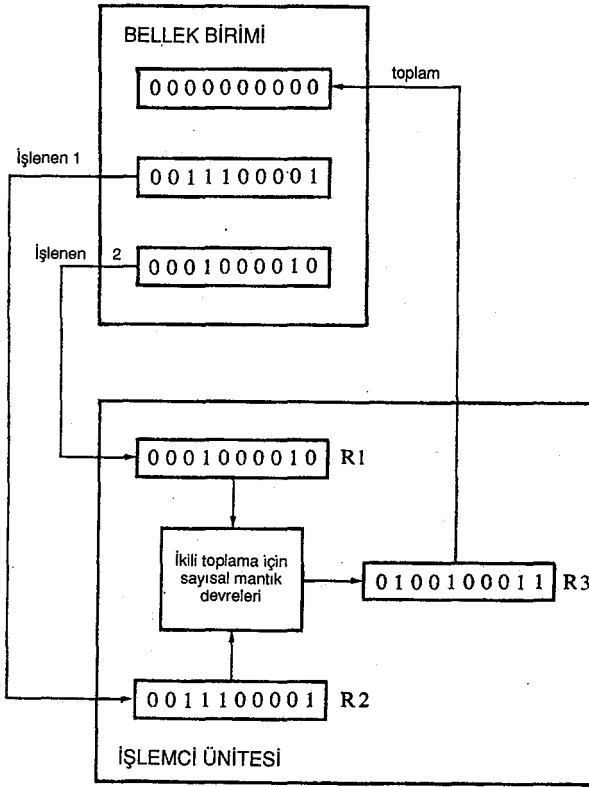 BELLEK BİRİMİ
0000000000
toplam
İşlenen 1
0011100001
İşlenen 2
0001000010
0001000010 R1
İkili toplama için
sayısal mantık
devreleri
0100100011 R3
0011100001 R2
İŞLEMCİ ÜNİTESİ